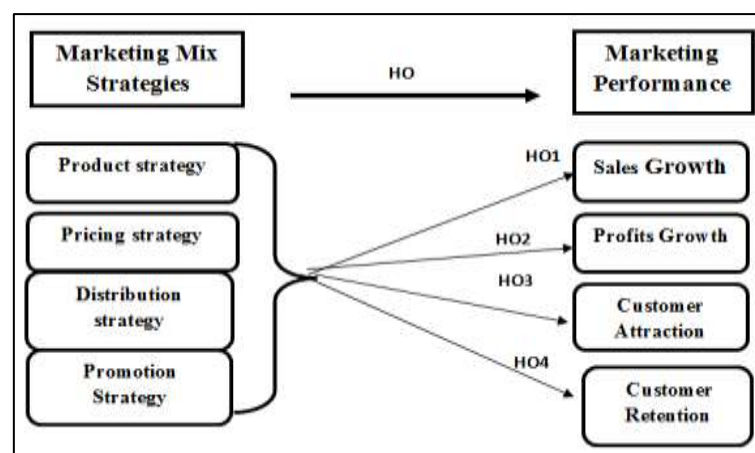 Marketing Mix
Strategies
HO
Marketing
Performance
Product strategy
Pricing strategy
Distribution
strategy
Promotion
Strategy
HO1
HO2
HO3
HO4
Sales Growth
Profits Growth
Customer
Attraction
Customer
Retention